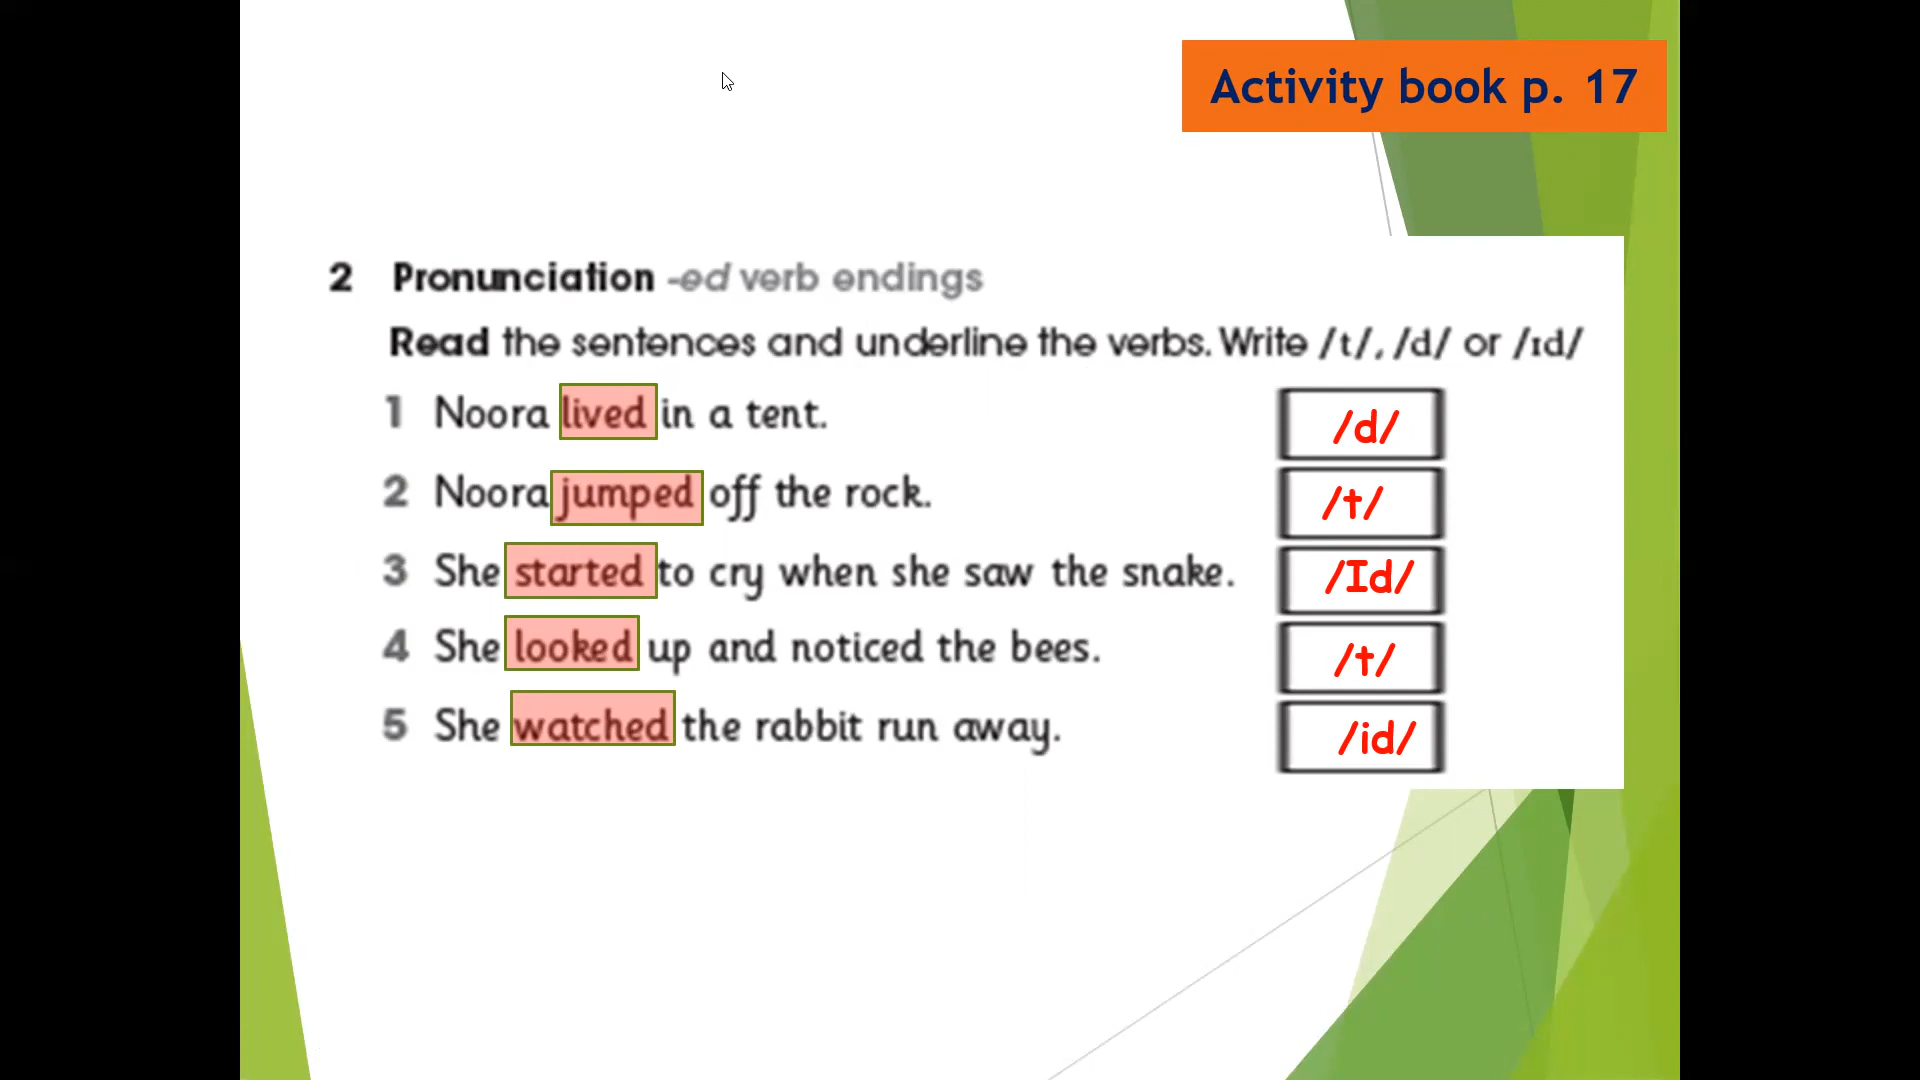 Activity book p. 17
2 Pronunciation -ed verb endings
Read the sentences and underline the verbs. Write /t/, /d/ or /ɪd/
1 Noora lived in a tent. /d/
2 Noora jumped off the rock. /t/
3 She started to cry when she saw the snake. /Id/
4 She looked up and noticed the bees. /t/
5 She watched the rabbit run away. /id/